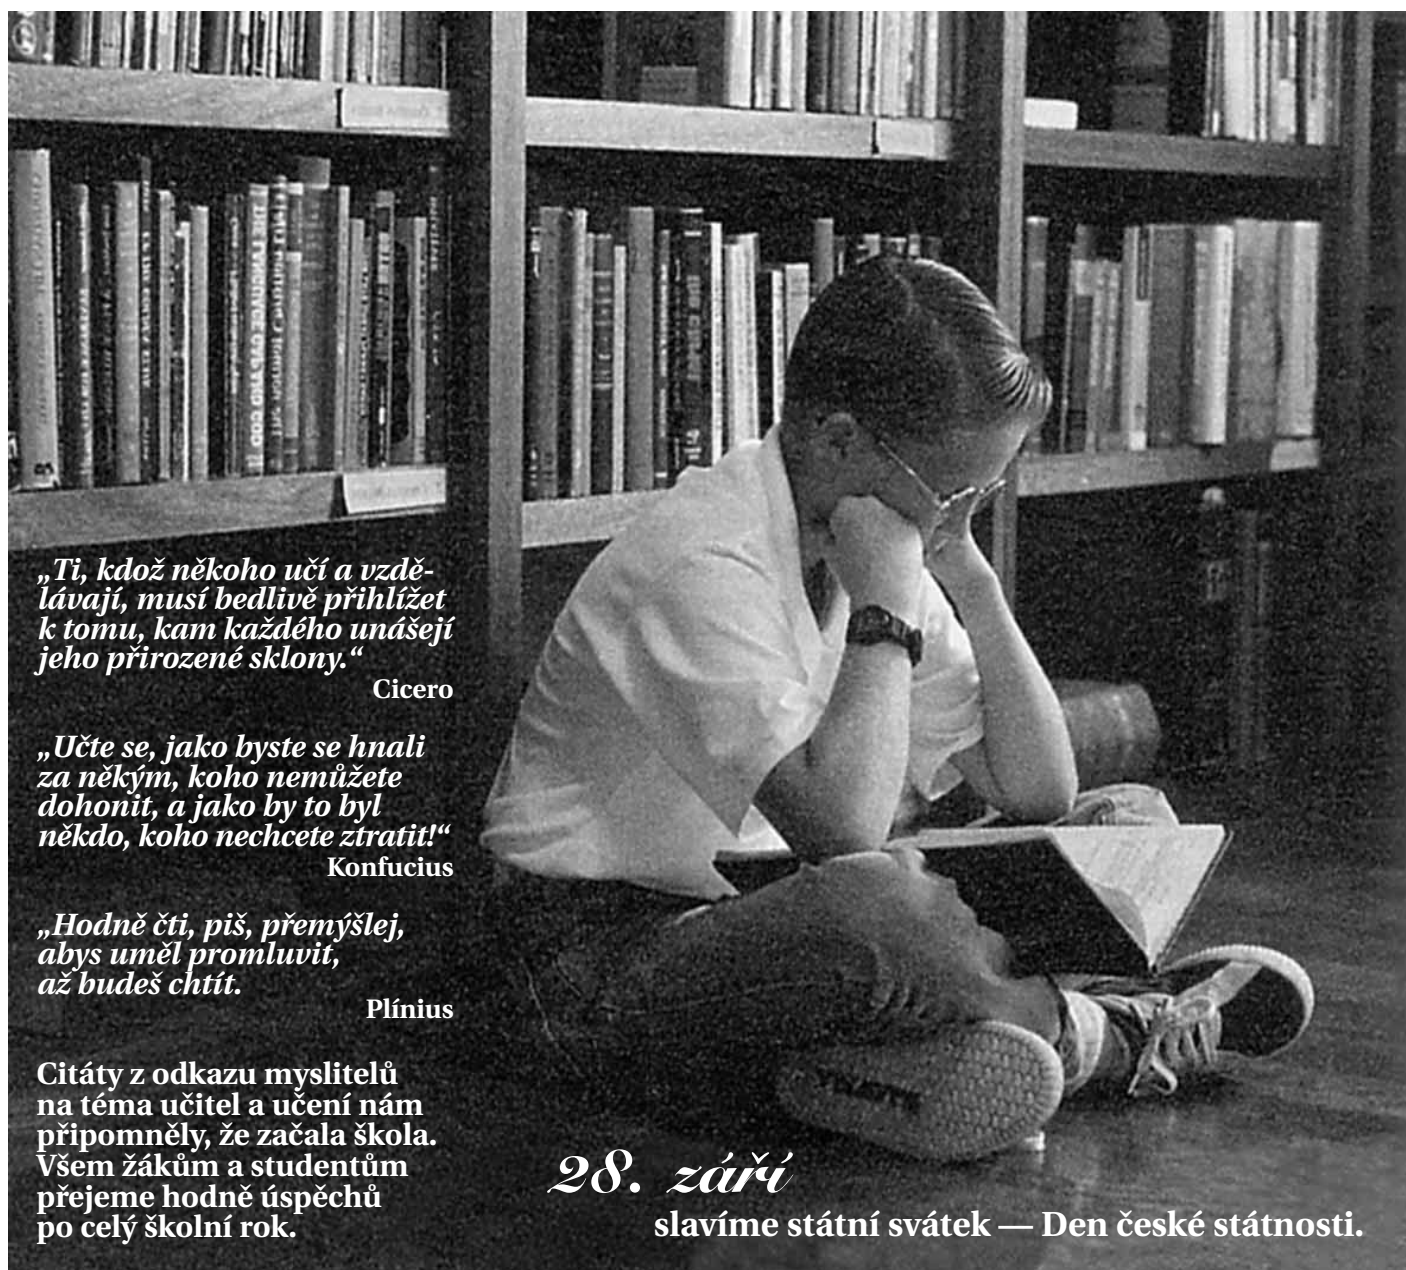 „Ti, kdož někoho učí a vzdě-
lávají, musí bedlivě přihlížet
k tomu, kam každého unášejí
jeho přirozené sklony.“
Cicero
„Učte se, jako byste se hnali
za někým, koho nemůžete
dohonit, a jako by to byl
někdo, koho nechcete ztratit!“
Konfucius
„Hodně čti, piš, přemýšlej,
abys uměl promluvit,
až budeš chtít.
Plínius
Citáty z odkazu myslitelů
na téma učitel a učení nám
připomněly, že začala škola.
Všem žákům a studentům
přejeme hodně úspěchů
po celý školní rok.
28. září
slavíme státní svátek — Den české státnosti.